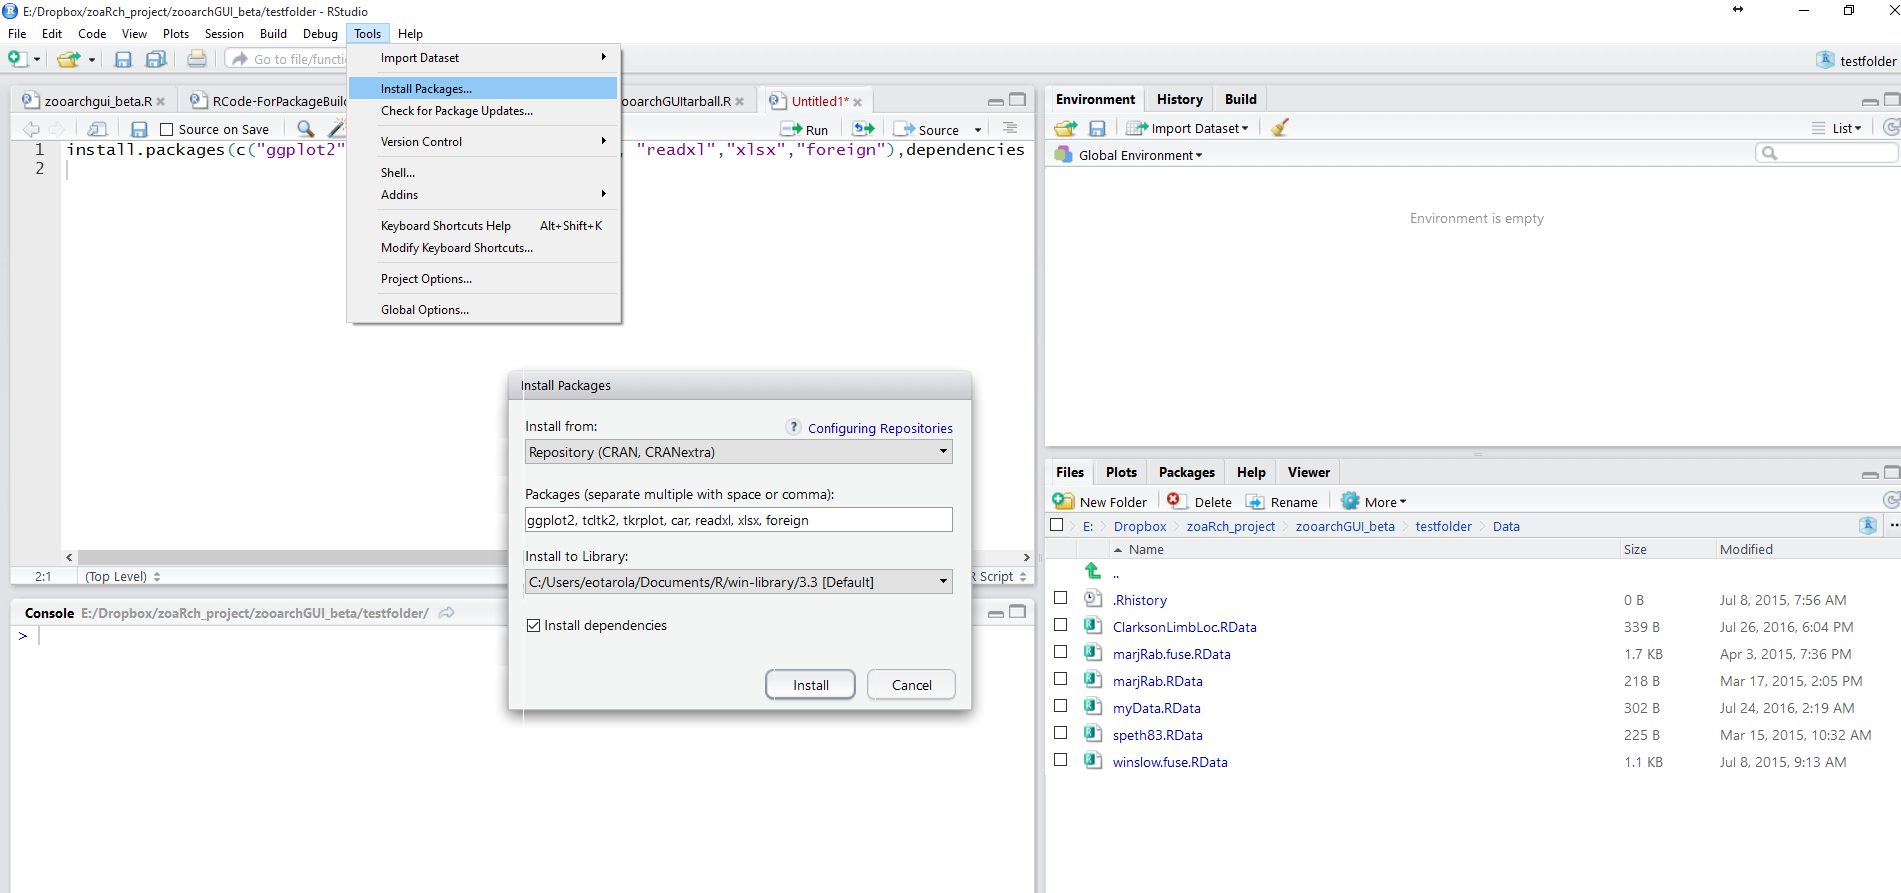 E:/Dropbox/zoaRch_project/zooarchGUI_beta/testfolder - RStudio
File Edit Code View Plots Session Build Debug Tools Help
Go to file/functi
testfolder
Import Dataset
Install Packages...
Check for Package Updates...
Version Control
Shell...
Addins
Keyboard Shortcuts Help Alt+Shift+K
Modify Keyboard Shortcuts...
Project Options...
Global Options...
zooarchgui_beta.R
RCode-ForPackageBuil
ooarchGUItarball.R
Untitled1*
Source on Save
Run
Source
1 install.packages(c("ggplot2" , "readxl","xlsx","foreign"),dependencies
2
2:1 (Top Level) R Script
Install Packages
Install from:
? Configuring Repositories
Repository (CRAN, CRANextra)
Packages (separate multiple with space or comma):
ggplot2, tcltk2, tkrplot, car, readxl, xlsx, foreign
Install to Library:
C:/Users/eotarola/Documents/R/win-library/3.3 [Default]
Install dependencies
Install Cancel
Console E:/Dropbox/zoaRch_project/zooarchGUI_beta/testfolder/
>
Environment History Build
Import Dataset
List
Global Environment
Environment is empty
Files Plots Packages Help Viewer
New Folder Delete Rename More
E: Dropbox zoaRch_project zooarchGUI_beta testfolder Data
Name Size Modified
..
.Rhistory 0 B Jul 8, 2015, 7:56 AM
ClarksonLimbLoc.RData 339 B Jul 26, 2016, 6:04 PM
marjRab.fuse.RData 1.7 KB Apr 3, 2015, 7:36 PM
marjRab.RData 218 B Mar 17, 2015, 2:05 PM
myData.RData 302 B Jul 24, 2016, 2:19 AM
speth83.RData 225 B Mar 15, 2015, 10:32 AM
winslow.fuse.RData 1.1 KB Jul 8, 2015, 9:13 AM